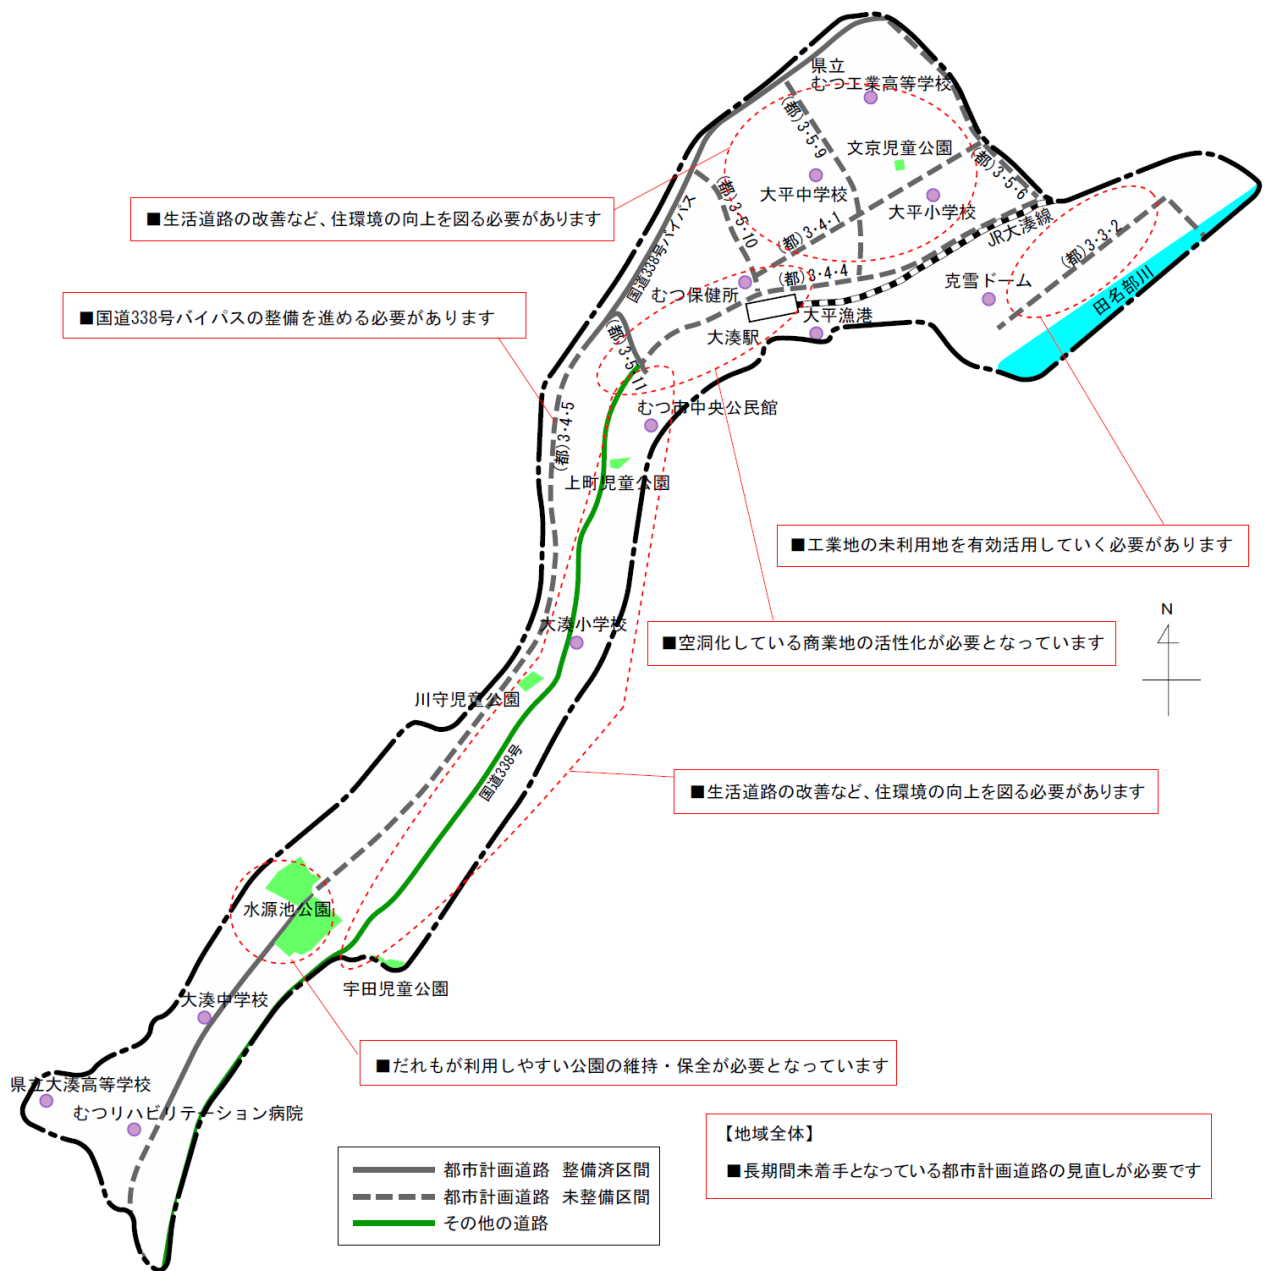 県立
むつ工業高等学校
(都)3・5・9
文京児童公園
(都)3・5・6
大平中学校
大平小学校
(都)3・5・10
国道338号バイパス
(都)3・4・1
JR大湊線
(都)3・3・2
■生活道路の改善など、住環境の向上を図る必要があります
(都)3・4・4
むつ保健所
克雪ドーム
田名部川
■国道338号バイパスの整備を進める必要があります
大湊駅
大平漁港
(都)3・5・11
むつ市中央公民館
(都)3・4・5
上町児童公園
■工業地の未利用地を有効活用していく必要があります
N
大湊小学校
■空洞化している商業地の活性化が必要となっています
川守児童公園
国道338号
■生活道路の改善など、住環境の向上を図る必要があります
水源池公園
宇田児童公園
大湊中学校
■だれもが利用しやすい公園の維持・保全が必要となっています
県立大湊高等学校
むつリハビリテーション病院
【地域全体】
■長期間未着手となっている都市計画道路の見直しが必要です
都市計画道路 整備済区間
都市計画道路 未整備区間
その他の道路